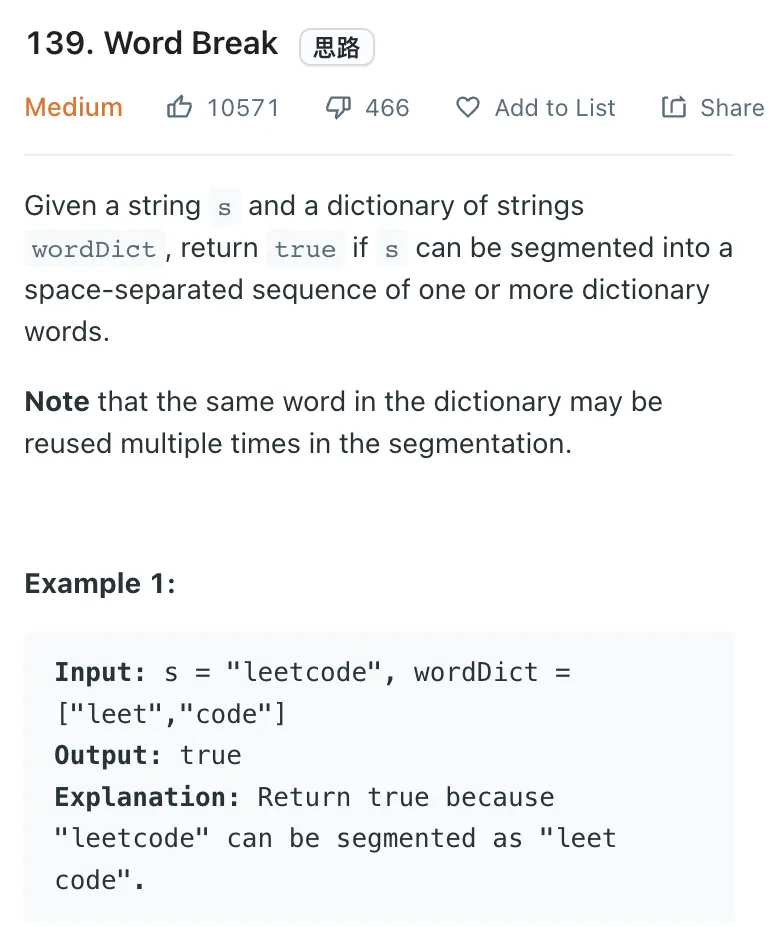 139. Word Break 思路
Medium 10571 466 Add to List Share
Given a string s and a dictionary of strings
wordDict , return true if s can be segmented into a
space-separated sequence of one or more dictionary
words.
Note that the same word in the dictionary may be
reused multiple times in the segmentation.
Example 1:
Input: s = "leetcode", wordDict =
["leet","code"]
Output: true
Explanation: Return true because
"leetcode" can be segmented as "leet
code".